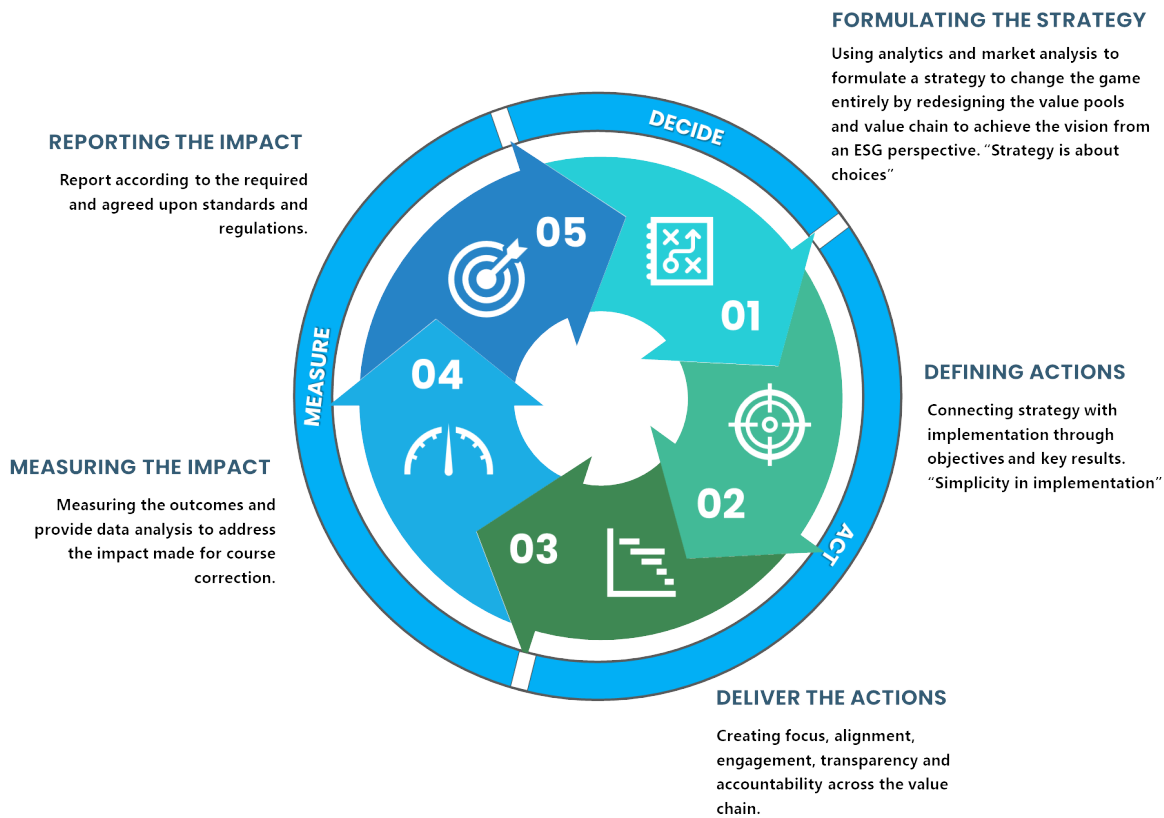 FORMULATING THE STRATEGY
Using analytics and market analysis to
formulate a strategy to change the game
entirely by redesigning the value pools
and value chain to achieve the vision from
an ESG perspective. “Strategy is about
choices”
DECIDE
REPORTING THE IMPACT
Report according to the required
and agreed upon standards and
regulations.
05
01
MEASURE
04
DEFINING ACTIONS
Connecting strategy with
implementation through
objectives and key results.
“Simplicity in implementation”
MEASURING THE IMPACT
Measuring the outcomes and
provide data analysis to address
the impact made for course
correction.
02
03
ACT
DELIVER THE ACTIONS
Creating focus, alignment,
engagement, transparency and
accountability across the value
chain.